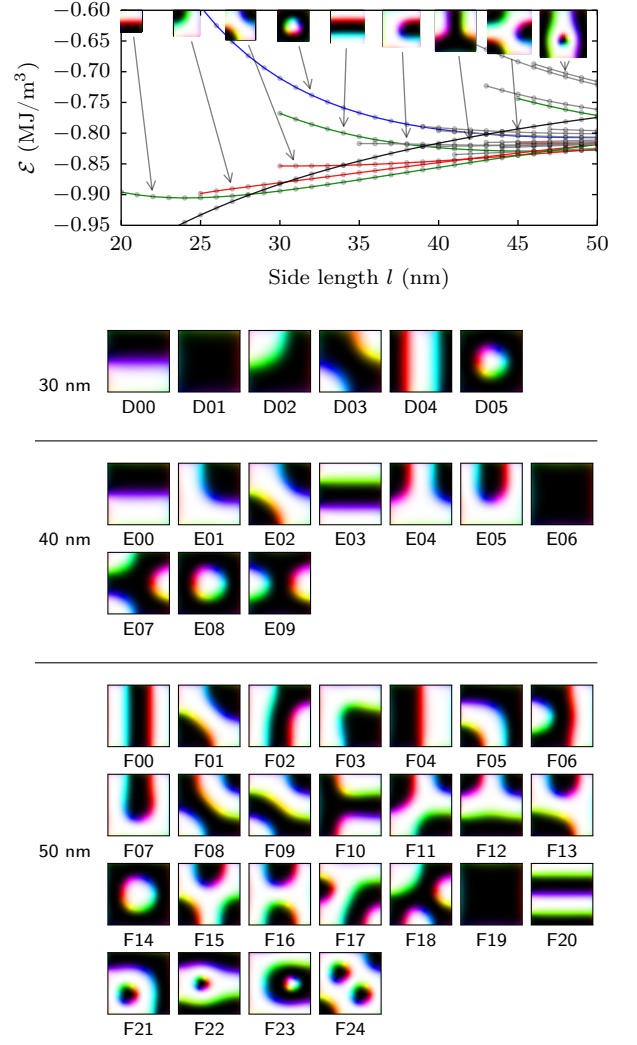 −0.60
−0.65
−0.70
−0.75
−0.80
−0.85
−0.90
−0.95
ℰ (MJ/m³)
20 25 30 35 40 45 50
Side length l (nm)
30 nm
D00 D01 D02 D03 D04 D05
40 nm
E00 E01 E02 E03 E04 E05 E06
E07 E08 E09
50 nm
F00 F01 F02 F03 F04 F05 F06
F07 F08 F09 F10 F11 F12 F13
F14 F15 F16 F17 F18 F19 F20
F21 F22 F23 F24